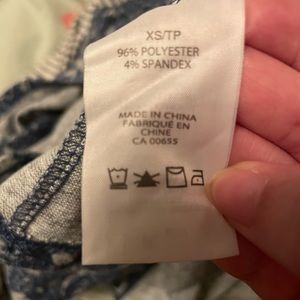 XS/TP
96% POLYESTER
4% SPANDEX
MADE IN CHINA
FABRIQUÉ EN
CHINE
CA 00655